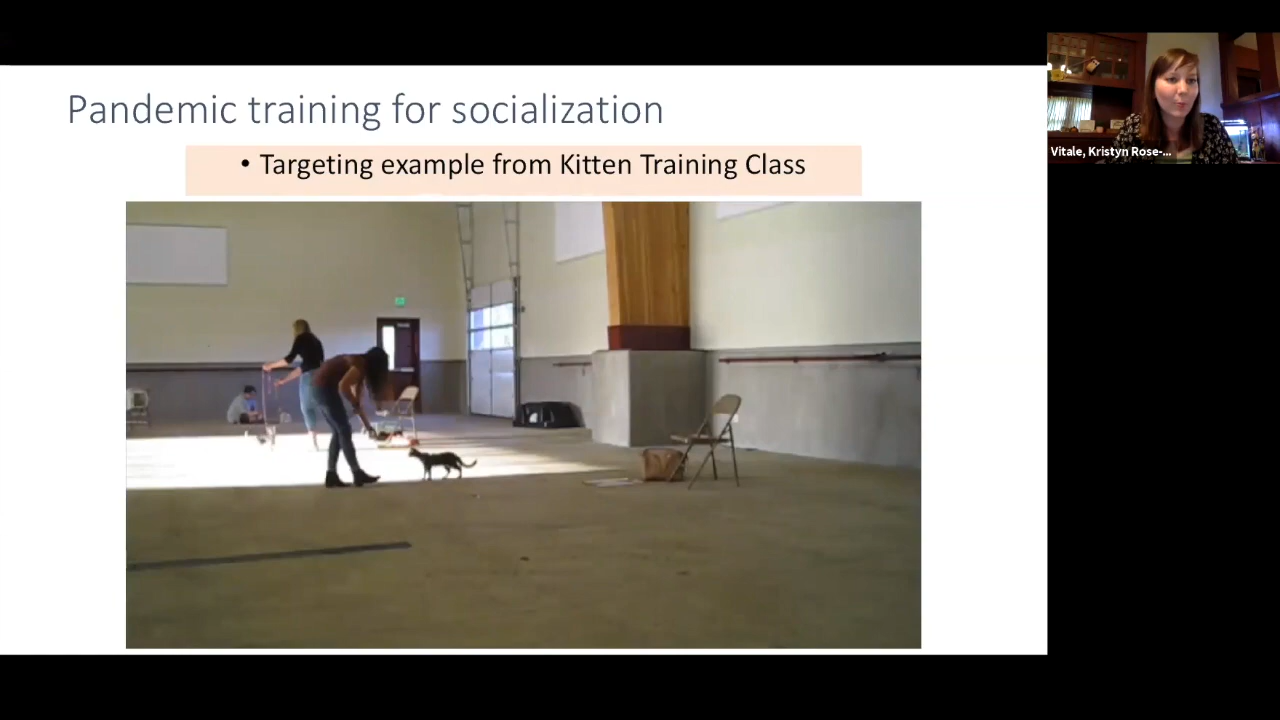 Pandemic training for socialization
• Targeting example from Kitten Training Class
Vitale, Kristyn Rose-...